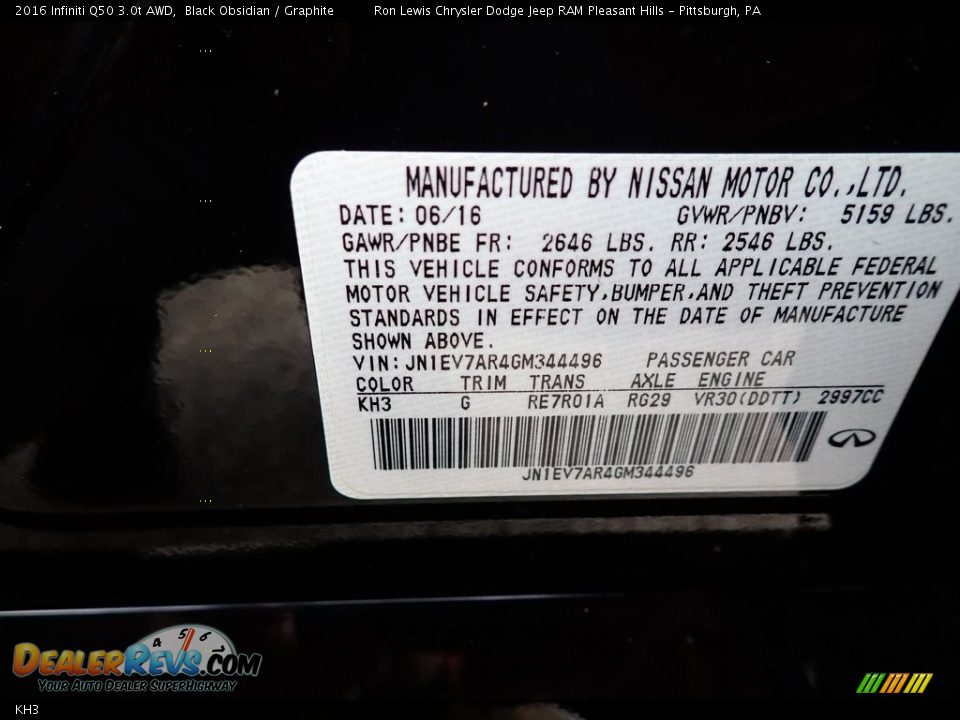 2016 Infiniti Q50 3.0t AWD, Black Obsidian / Graphite Ron Lewis Chrysler Dodge Jeep RAM Pleasant Hills - Pittsburgh, PA
MANUFACTURED BY NISSAN MOTOR CO.,LTD.
DATE: 06/16 GVWR/PNBV: 5159 LBS.
GAWR/PNBE FR: 2646 LBS. RR: 2546 LBS.
THIS VEHICLE CONFORMS TO ALL APPLICABLE FEDERAL
MOTOR VEHICLE SAFETY,BUMPER,AND THEFT PREVENTION
STANDARDS IN EFFECT ON THE DATE OF MANUFACTURE
SHOWN ABOVE.
VIN:JN1EV7AR4GM344496 PASSENGER CAR
COLOR TRIM TRANS AXLE ENGINE
KH3 G RE7R01A RG29 VR30(DDTT) 2997CC
JN1EV7AR4GM344496
4 5 6
DealerRevs.com
Your Auto Dealer SuperHighway
KH3